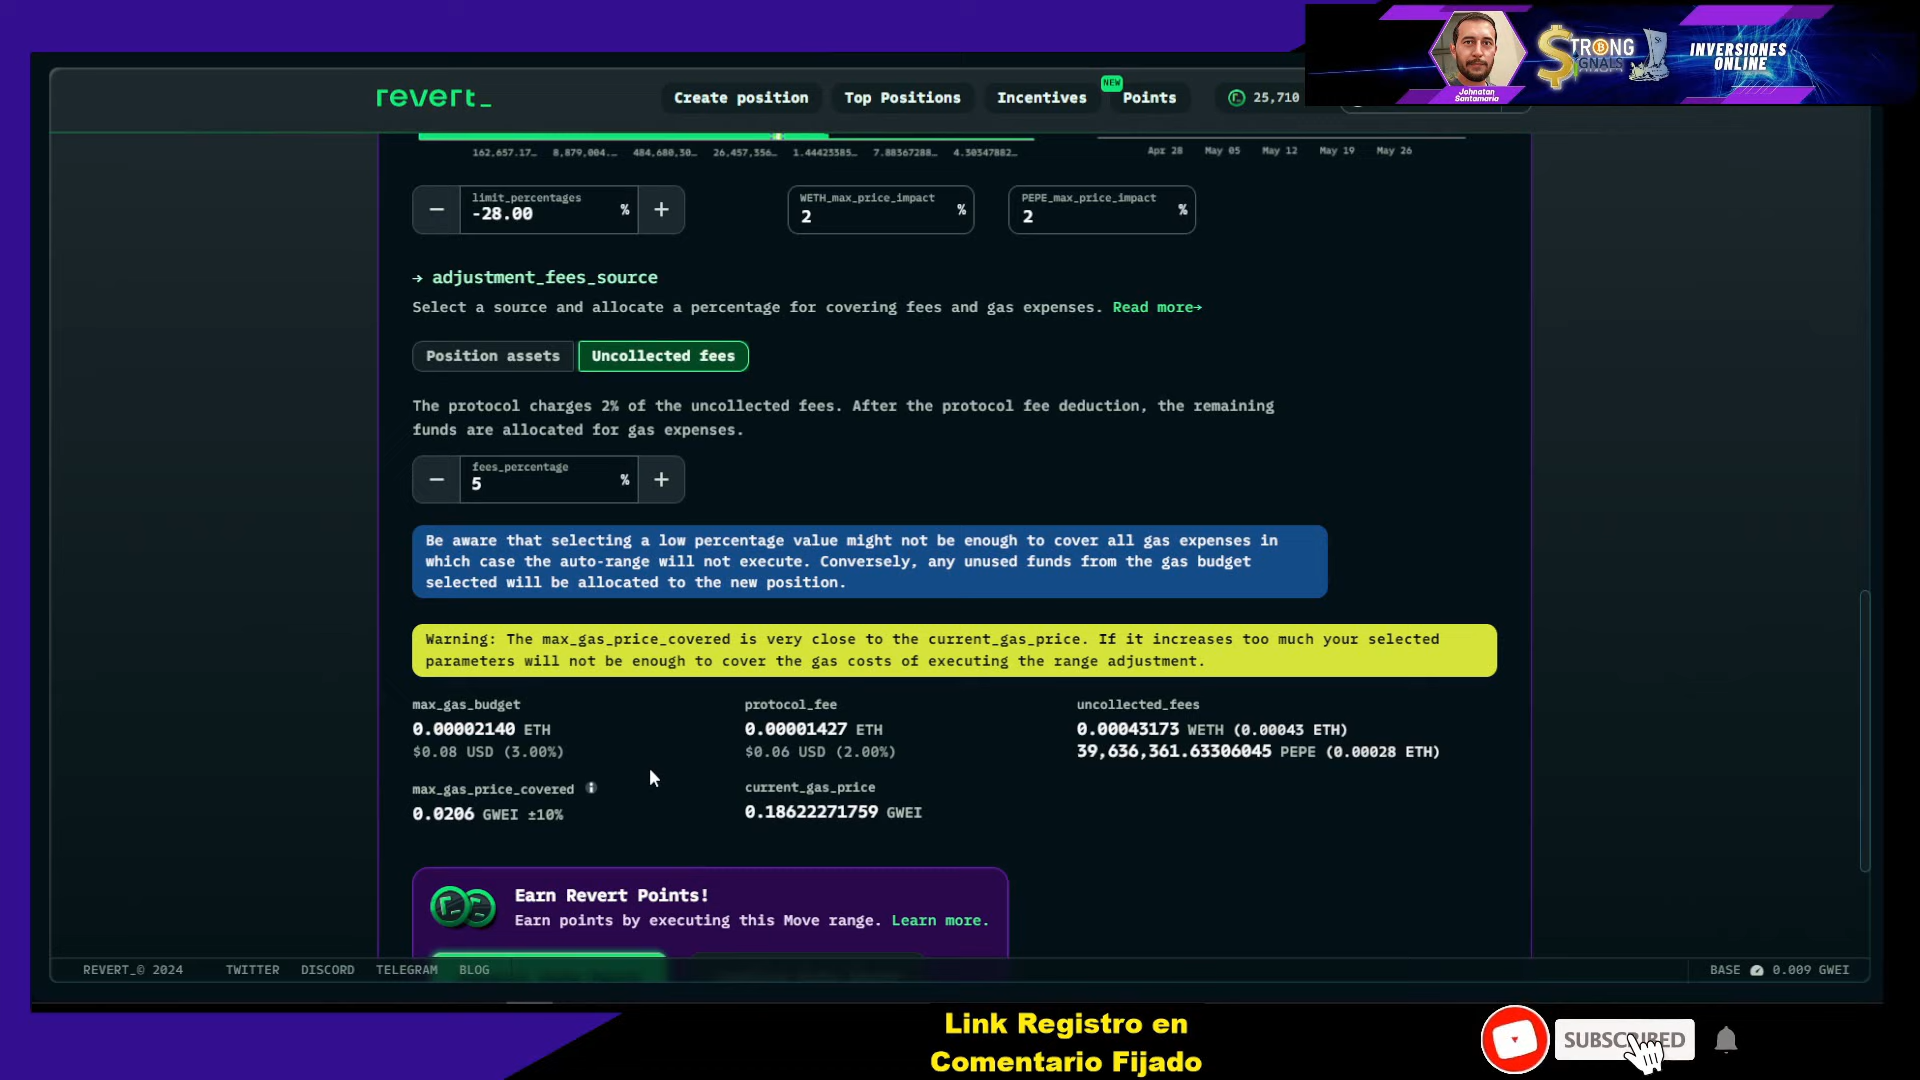 revert_
Create position
Top Positions
Incentives
NEW
Points
25,710
STRONG
SIGNALS
INVERSIONES
ONLINE
Johnatan
Santamaria
162,657.17… 8,879,004.… 484,680,30… 26,457,356… 1.44423385… 7.88367288… 4.30347882…
Apr 28 May 05 May 12 May 19 May 26
limit_percentages
-28.00 %
WETH_max_price_impact
2 %
PEPE_max_price_impact
2 %
→ adjustment_fees_source
Select a source and allocate a percentage for covering fees and gas expenses. Read more→
Position assets
Uncollected fees
The protocol charges 2% of the uncollected fees. After the protocol fee deduction, the remaining
funds are allocated for gas expenses.
fees_percentage
5 %
Be aware that selecting a low percentage value might not be enough to cover all gas expenses in
which case the auto-range will not execute. Conversely, any unused funds from the gas budget
selected will be allocated to the new position.
Warning: The max_gas_price_covered is very close to the current_gas_price. If it increases too much your selected
parameters will not be enough to cover the gas costs of executing the range adjustment.
max_gas_budget
0.00002140 ETH
$0.08 USD (3.00%)
protocol_fee
0.00001427 ETH
$0.06 USD (2.00%)
uncollected_fees
0.00043173 WETH (0.00043 ETH)
39,636,361.63306045 PEPE (0.00028 ETH)
max_gas_price_covered
0.0206 GWEI ±10%
current_gas_price
0.18622271759 GWEI
Earn Revert Points!
Earn points by executing this Move range. Learn more.
REVERT_© 2024 TWITTER DISCORD TELEGRAM BLOG
BASE 0.009 GWEI
Link Registro en
Comentario Fijado
SUBSCRIBED